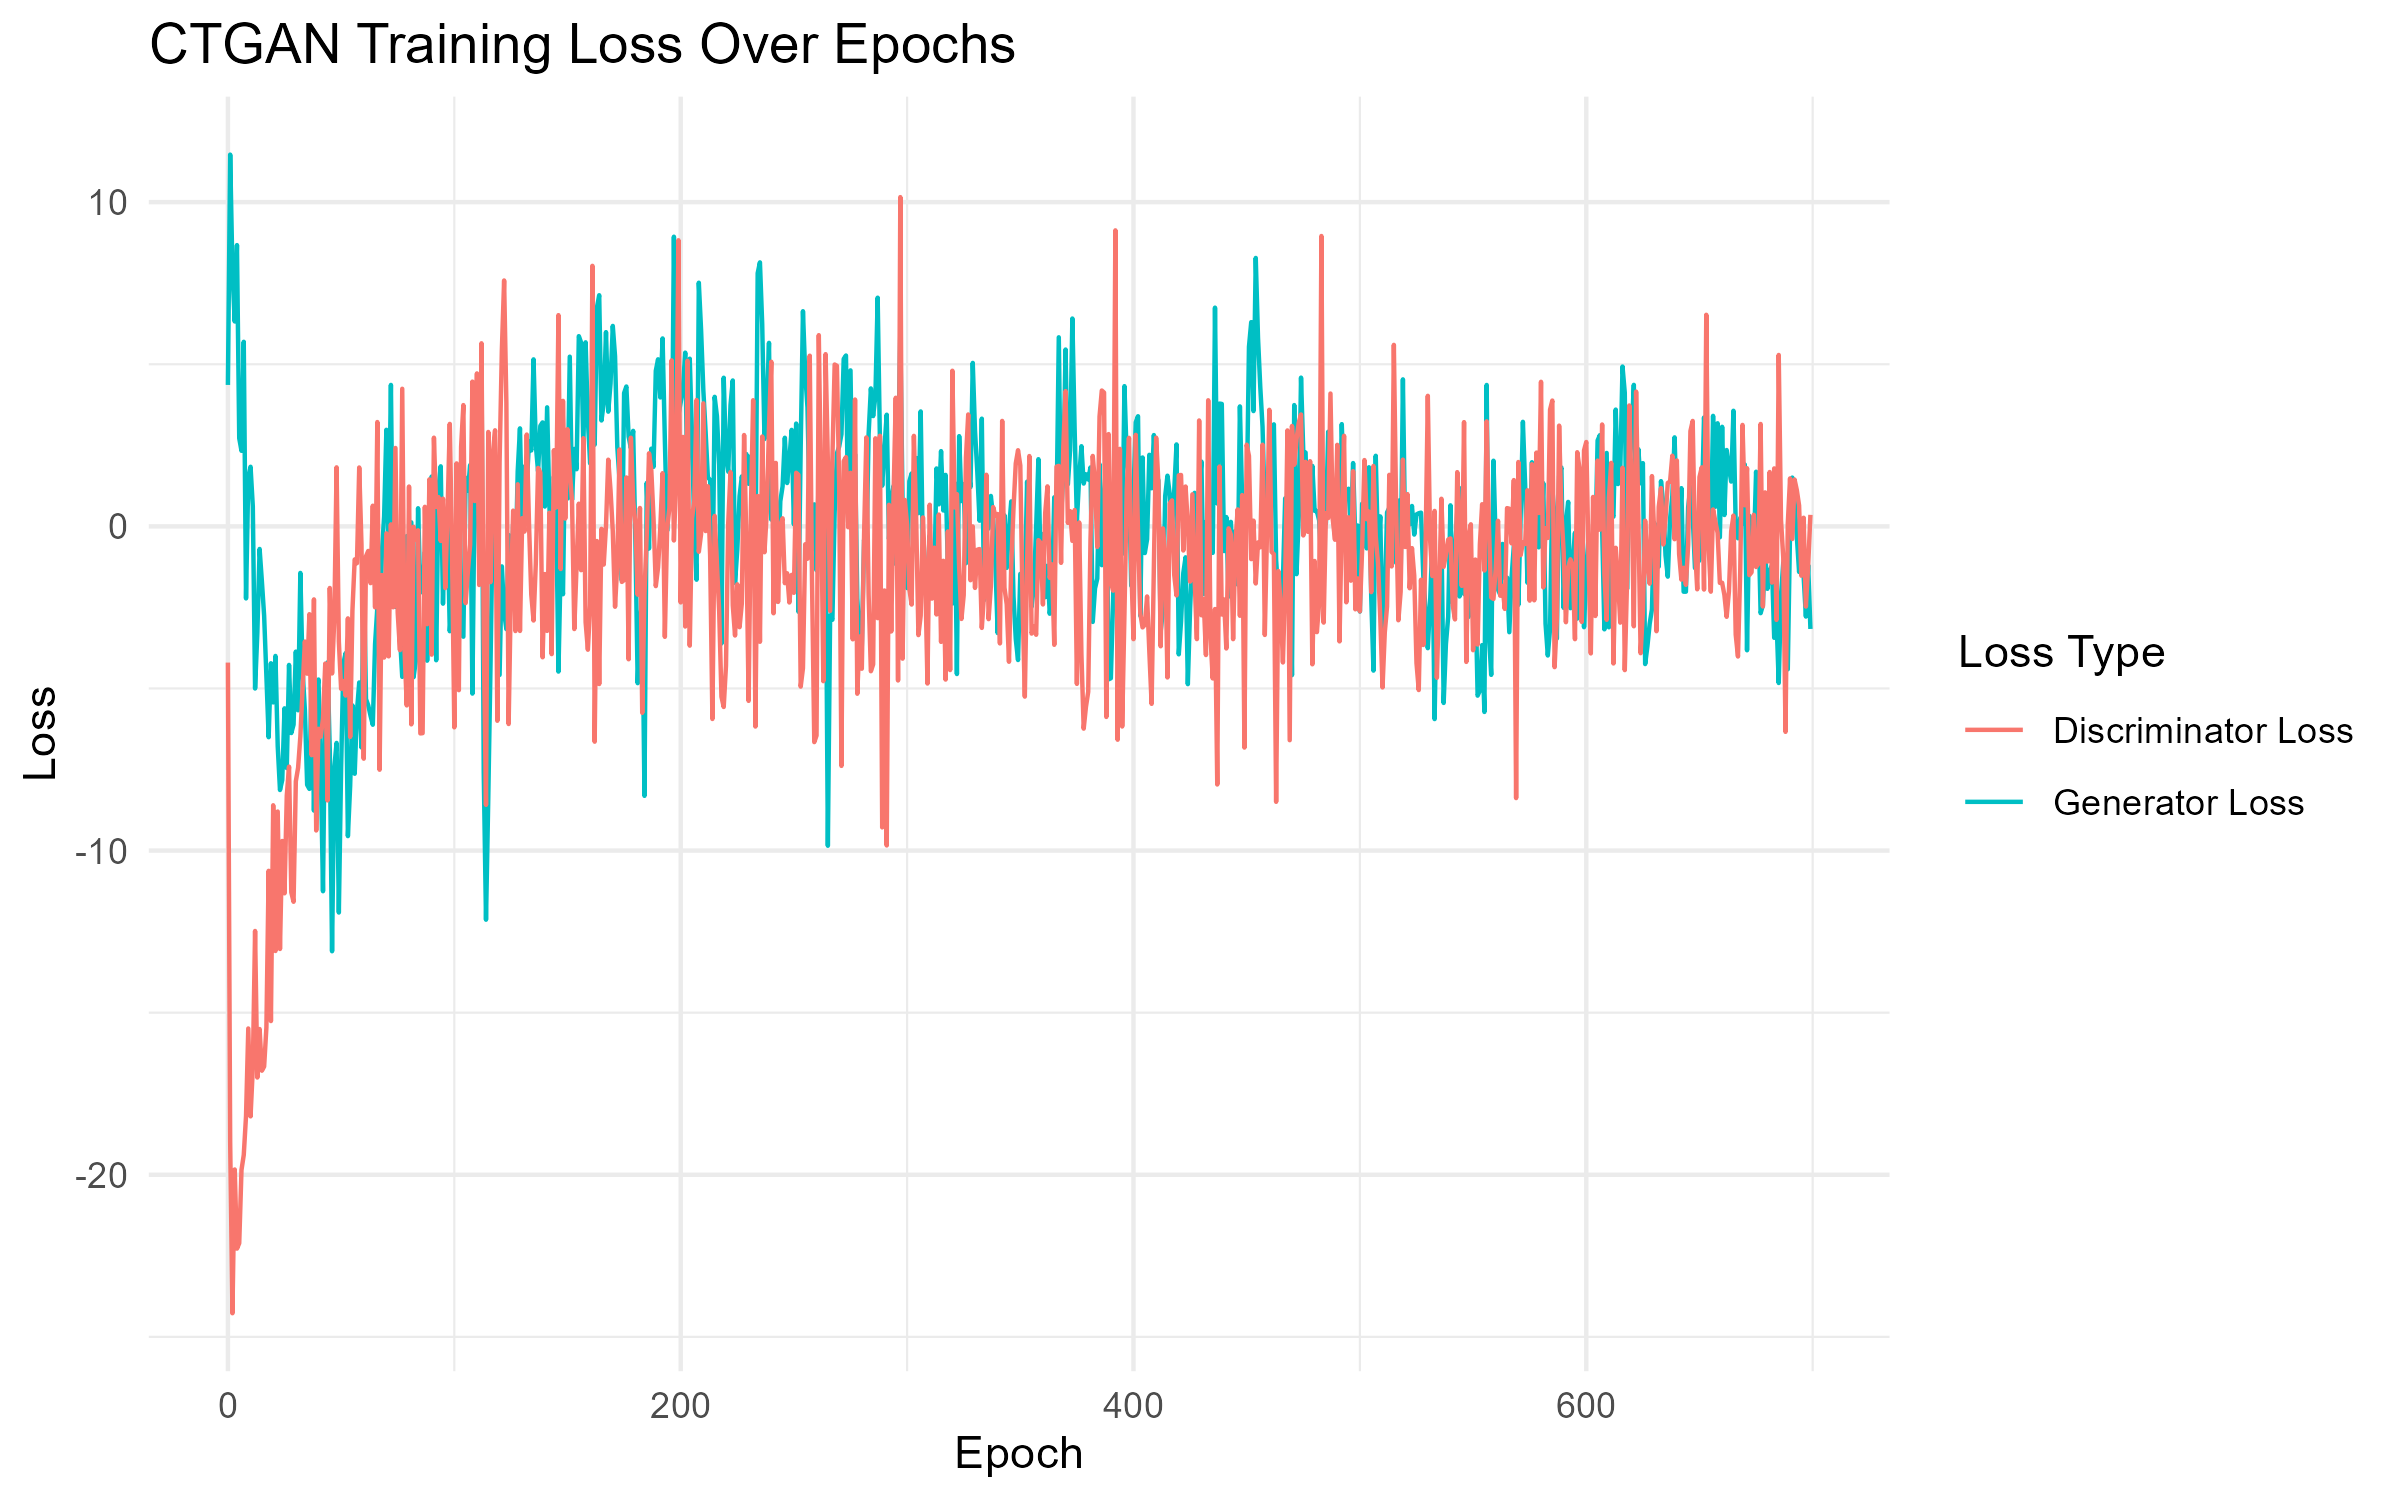 CTGAN Training Loss Over Epochs
10
0
-10
-20
Loss
0
200
400
600
Epoch
Loss Type
Discriminator Loss
Generator Loss